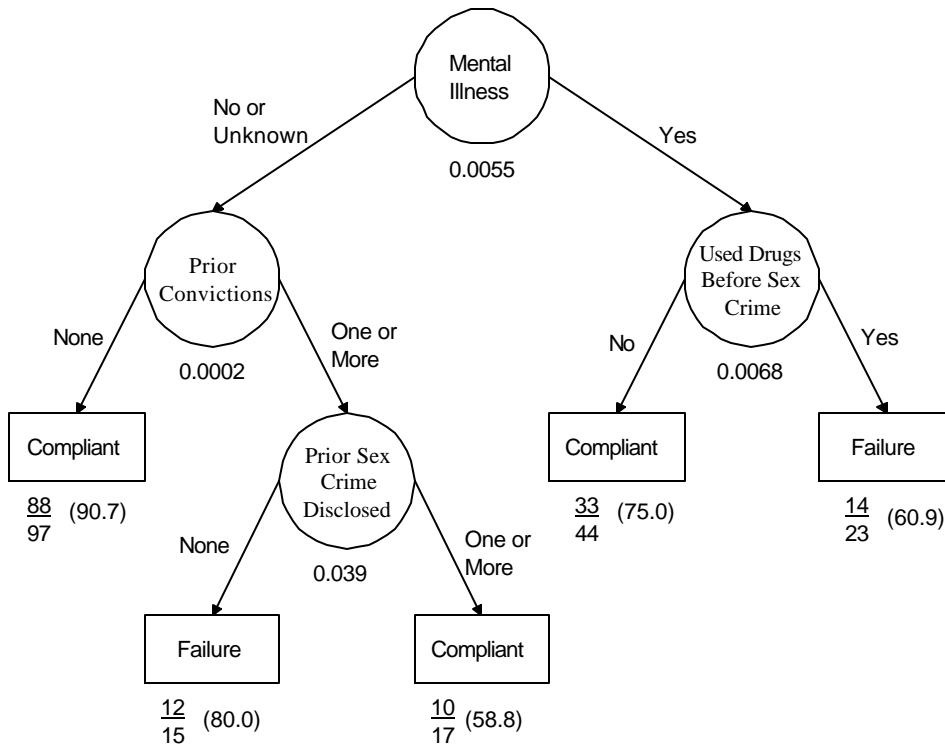 Mental
Illness
No or
Unknown
Yes
0.0055
Prior
Convictions
Used Drugs
Before Sex
Crime
None
One or
More
No
Yes
0.0002
0.0068
Compliant
Prior Sex
Crime
Disclosed
Compliant
Failure
88
97
(90.7)
33
44
(75.0)
14
23
(60.9)
None
One or
More
0.039
Failure
Compliant
12
15
(80.0)
10
17
(58.8)